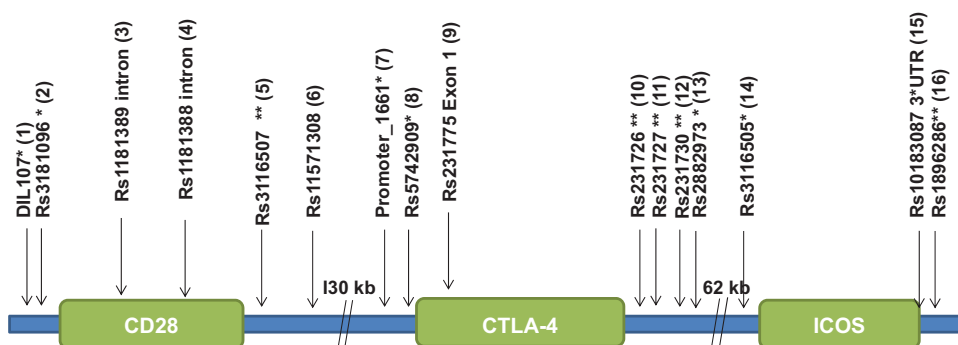 DIL107* (1)
Rs3181096 * (2)
Rs1181389 intron (3)
Rs1181388 intron (4)
Rs3116507 ** (5)
Rs11571308 (6)
Promoter_1661* (7)
Rs5742909* (8)
Rs231775 Exon 1 (9)
Rs231726 ** (10)
Rs231727 ** (11)
Rs231730 ** (12)
Rs2882973 * (13)
Rs3116505* (14)
Rs10183087 3*UTR (15)
Rs1896286** (16)
I30 kb
62 kb
CD28
CTLA-4
ICOS